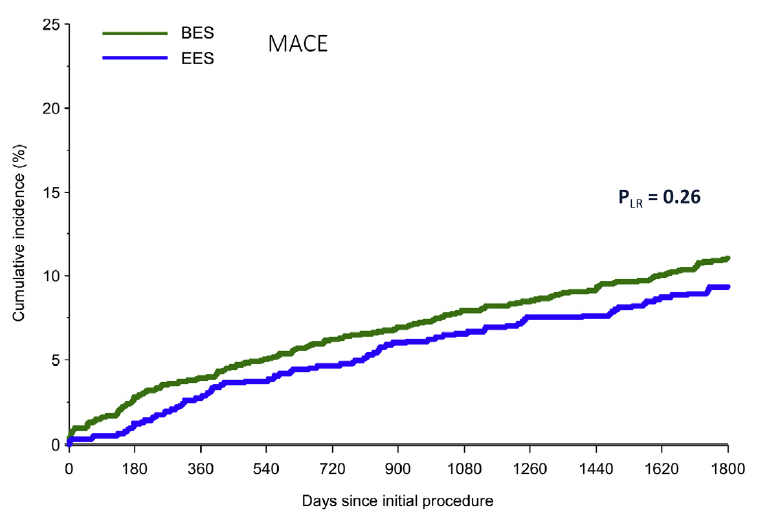 25
20
15
10
5
0
Cumulative incidence (%)
BES
EES
MACE
P_LR = 0.26
0 180 360 540 720 900 1080 1260 1440 1620 1800
Days since initial procedure